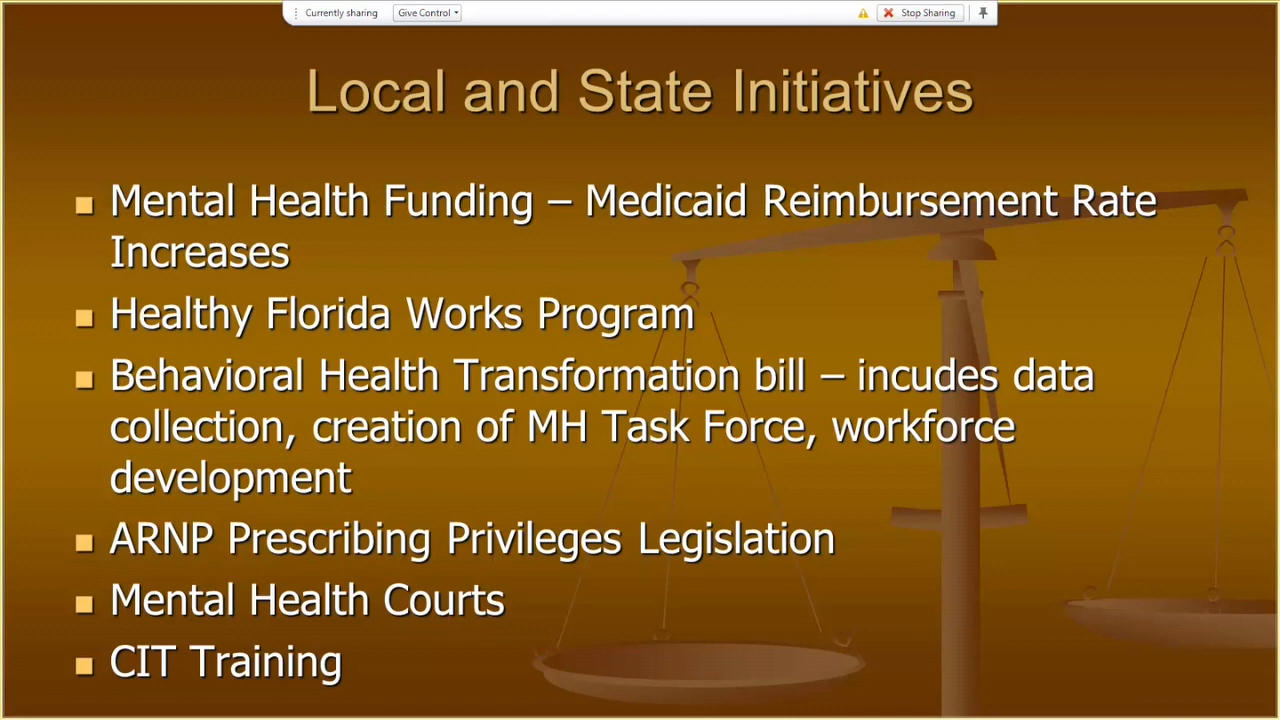 Currently sharing Give Control Stop Sharing
Local and State Initiatives
Mental Health Funding – Medicaid Reimbursement Rate
Increases
Healthy Florida Works Program
Behavioral Health Transformation bill – incudes data
collection, creation of MH Task Force, workforce
development
ARNP Prescribing Privileges Legislation
Mental Health Courts
CIT Training